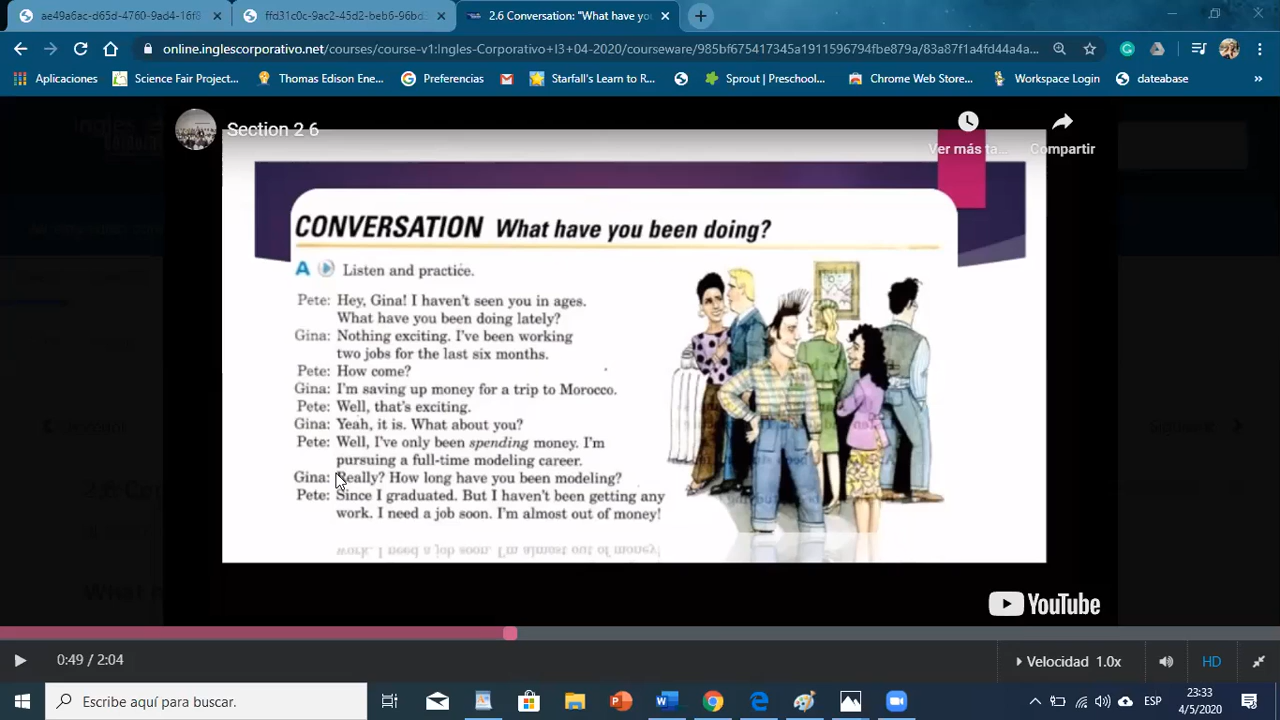 ae49a6ac-d65d-4760-9ad4-16f8
ffd31c0c-9ac2-45d2-beb6-96bd
2.6 Conversation: "What have you
online.inglescorporativo.net/courses/course-v1:Ingles-Corporativo+I3+04-2020/courseware/985bf675417345a1911596794fbe879a/83a87f1a4fd44a4a...
Aplicaciones
Science Fair Project...
Thomas Edison Ene...
Preferencias
Starfall's Learn to R...
Sprout | Preschool...
Chrome Web Store...
Workspace Login
dateabase
Section 2 6
Ver más ta...
Compartir
CONVERSATION What have you been doing?
A Listen and practice.
Pete: Hey, Gina! I haven't seen you in ages.
What have you been doing lately?
Gina: Nothing exciting. I've been working
two jobs for the last six months.
Pete: How come?
Gina: I'm saving up money for a trip to Morocco.
Pete: Well, that's exciting.
Gina: Yeah, it is. What about you?
Pete: Well, I've only been spending money. I'm
pursuing a full-time modeling career.
Gina: Really? How long have you been modeling?
Pete: Since I graduated. But I haven't been getting any
work. I need a job soon. I'm almost out of money!
YouTube
0:49 / 2:04
Velocidad 1.0x
HD
Escribe aquí para buscar.
ESP
23:33
4/5/2020